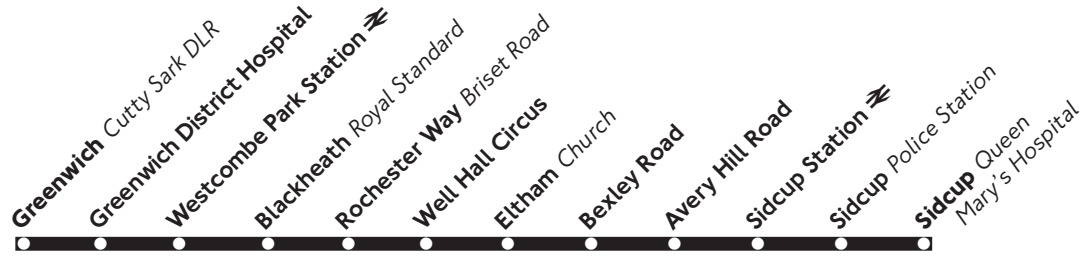 Greenwich Cutty Sark DLR
Greenwich District Hospital
Westcombe Park Station
Blackheath Royal Standard
Rochester Way Briset Road
Well Hall Circus
Eltham Church
Bexley Road
Avery Hill Road
Sidcup Station
Sidcup Police Station
Sidcup Queen
Mary's Hospital